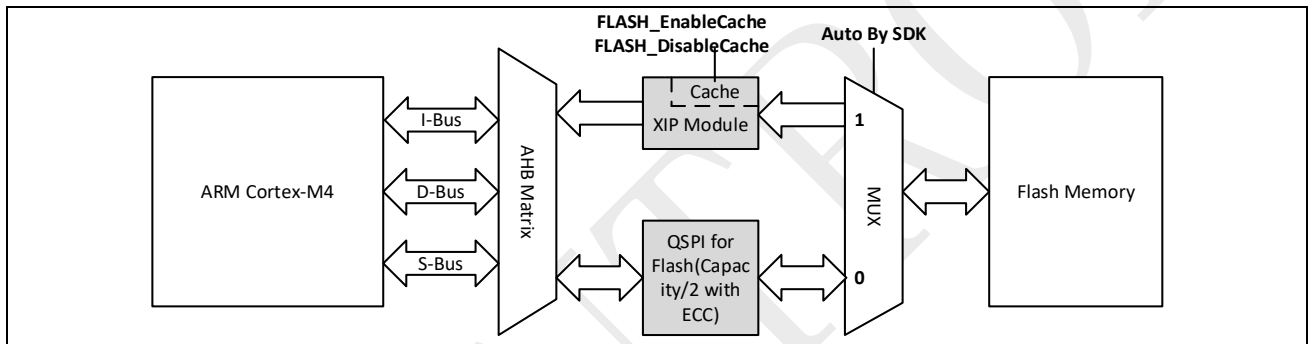 FLASH_EnableCache
FLASH_DisableCache
Auto By SDK
ARM Cortex-M4
I-Bus
D-Bus
S-Bus
AHB Matrix
Cache
XIP Module
QSPI for
Flash(Capac
ity/2 with
ECC)
1
0
MUX
Flash Memory